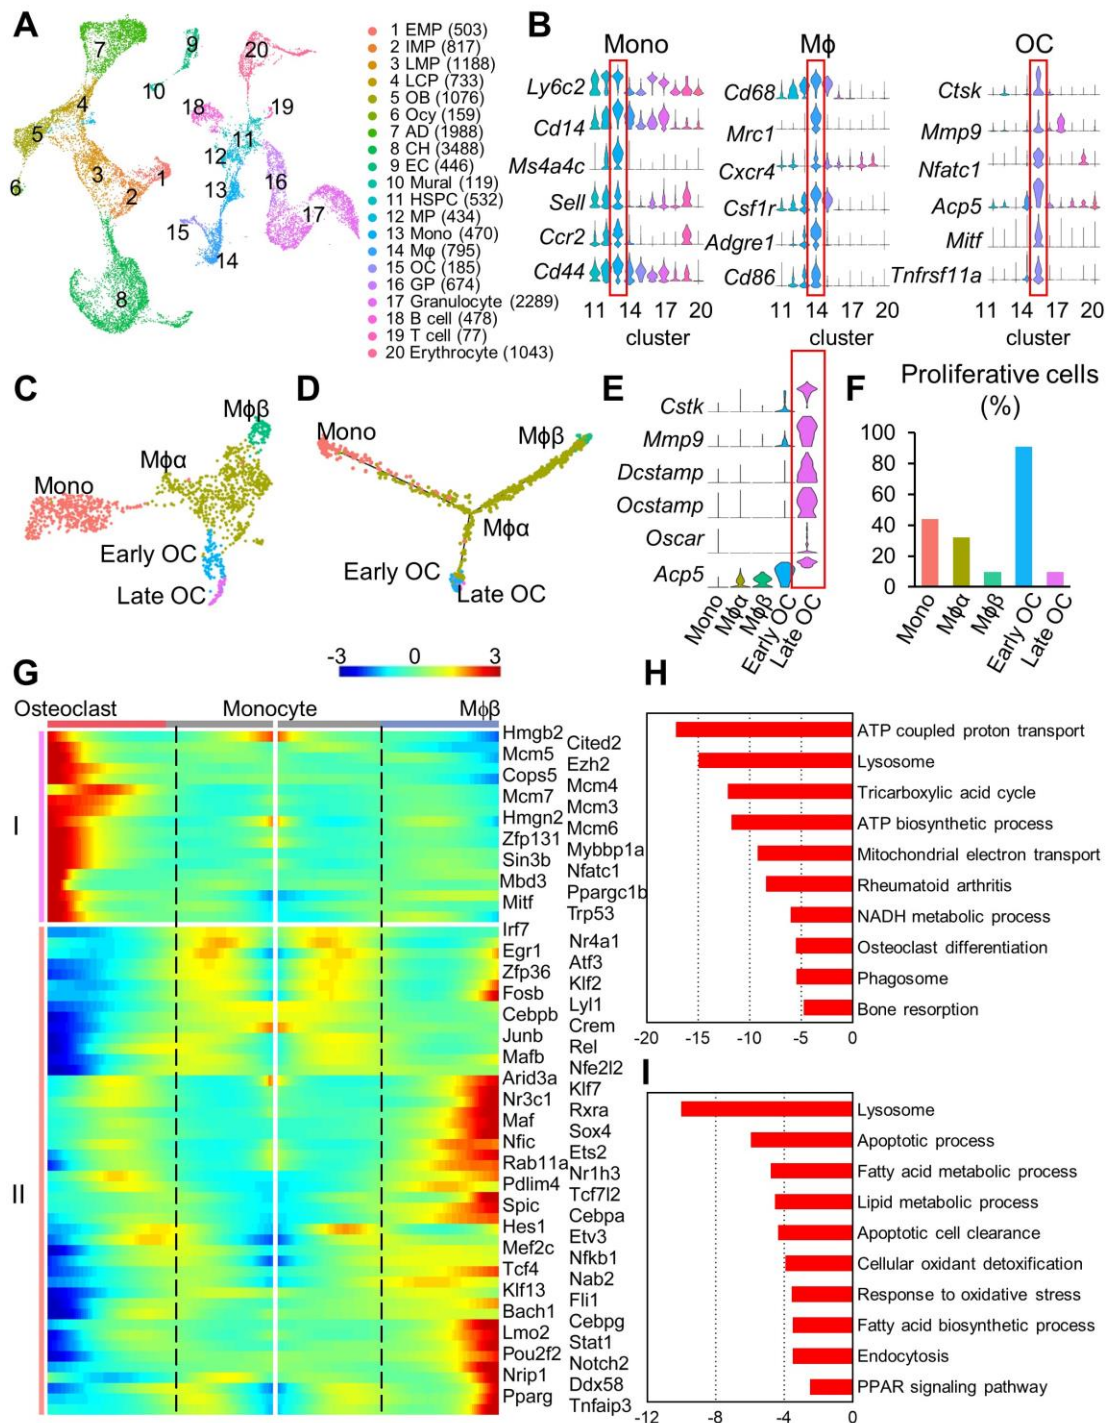 A
1 EMP (503)
2 IMP (817)
3 LMP (1188)
4 LCP (733)
5 OB (1076)
6 Ocy (159)
7 AD (1988)
8 CH (3488)
9 EC (446)
10 Mural (119)
11 HSPC (532)
12 MP (434)
13 Mono (470)
14 Mφ (795)
15 OC (185)
16 GP (674)
17 Granulocyte (2289)
18 B cell (478)
19 T cell (77)
20 Erythrocyte (1043)
7
9
20
10
4
18
19
5
11
12
3
1
6
2
13
16
17
15
14
8
B
Mono
Ly6c2
Cd14
Ms4a4c
Sell
Ccr2
Cd44
11 13 17 20
cluster
Mϕ
Cd68
Mrc1
Cxcr4
Csf1r
Adgre1
Cd86
11 14 17 20
cluster
OC
Ctsk
Mmp9
Nfatc1
Acp5
Mitf
Tnfrsf11a
11 15 17 20
cluster
C
Mϕβ
Mϕα
Mono
Early OC
Late OC
D
Mono
Mϕβ
Mϕα
Early OC
Late OC
E
Cstk
Mmp9
Dcstamp
Ocstamp
Oscar
Acp5
Mono
Mϕα
Mϕβ
Early OC
Late OC
F
Proliferative cells
(%)
100
80
60
40
20
0
Mono
Mϕα
Mϕβ
Early OC
Late OC
G
-3 0 3
Osteoclast Monocyte Mϕβ
I
II
Hmgb2
Mcm5
Cops5
Mcm7
Hmgn2
Zfp131
Sin3b
Mbd3
Mitf
Irf7
Egr1
Zfp36
Fosb
Cebpb
Junb
Mafb
Arid3a
Nr3c1
Maf
Nfic
Rab11a
Pdlim4
Spic
Hes1
Mef2c
Tcf4
Klf13
Bach1
Lmo2
Pou2f2
Nrip1
Pparg
Cited2
Ezh2
Mcm4
Mcm3
Mcm6
Mybbp1a
Nfatc1
Ppargc1b
Trp53
Nr4a1
Atf3
Klf2
Lyl1
Crem
Rel
Nfe2l2
Klf7
Rxra
Sox4
Ets2
Nr1h3
Tcf7l2
Cebpa
Etv3
Nfkb1
Nab2
Fli1
Cebpg
Stat1
Notch2
Ddx58
Tnfaip3
H
ATP coupled proton transport
Lysosome
Tricarboxylic acid cycle
ATP biosynthetic process
Mitochondrial electron transport
Rheumatoid arthritis
NADH metabolic process
Osteoclast differentiation
Phagosome
Bone resorption
-20 -15 -10 -5 0
I
Lysosome
Apoptotic process
Fatty acid metabolic process
Lipid metabolic process
Apoptotic cell clearance
Cellular oxidant detoxification
Response to oxidative stress
Fatty acid biosynthetic process
Endocytosis
PPAR signaling pathway
-12 -8 -4 0